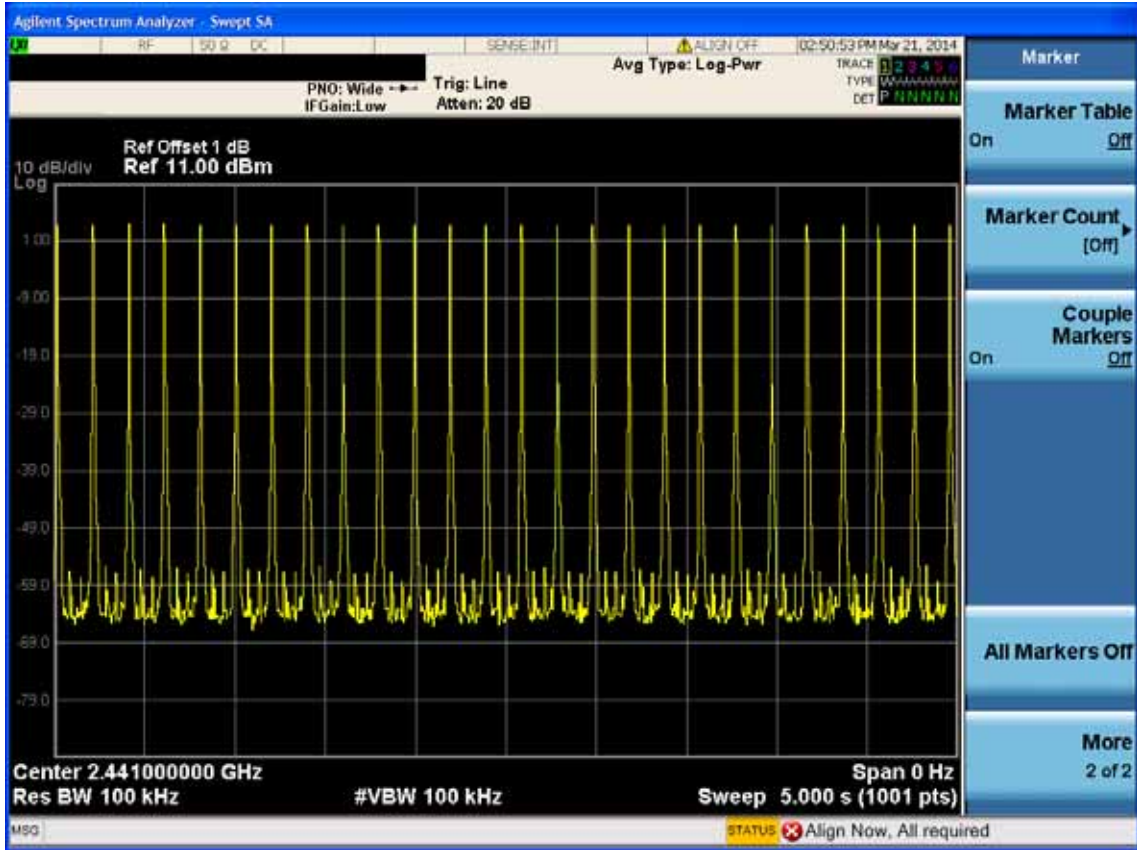 Agilent Spectrum Analyzer - Swept SA
RF 50 Ω DC SENSE:INT ALIGN OFF 02:50:53 PM Mar 21, 2014
Avg Type: Log-Pwr
TRACE 1 2 3 4 5 6
TYPE
DET P N N N N N
PNO: Wide
IFGain:Low
Trig: Line
Atten: 20 dB
Ref Offset 1 dB
Ref 11.00 dBm
10 dB/div
Log
1.00
-9.00
-19.0
-29.0
-39.0
-49.0
-59.0
-69.0
-79.0
Center 2.441000000 GHz
Span 0 Hz
Res BW 100 kHz
#VBW 100 kHz
Sweep 5.000 s (1001 pts)
Marker
Marker Table
On Off
Marker Count
[Off]
Couple
Markers
On Off
All Markers Off
More
2 of 2
MSG
STATUS Align Now, All required